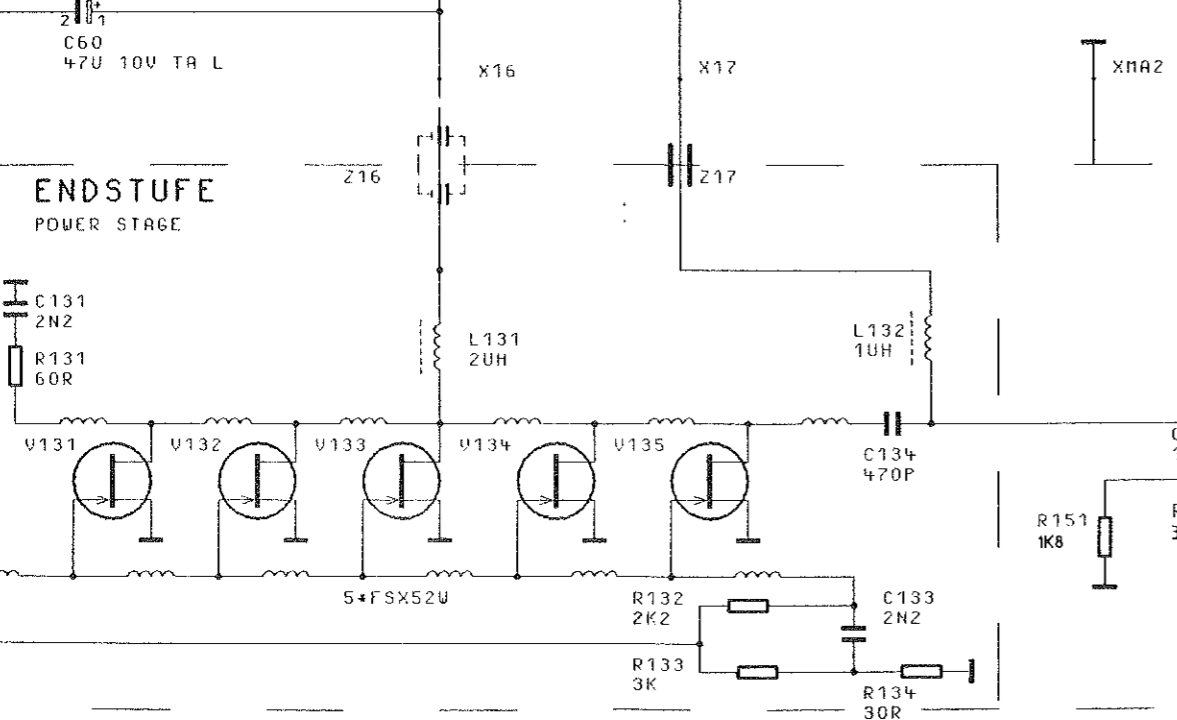 2 1
+
C60
47U 10V TA L
X16
X17
XMA2
Z16
Z17
ENDSTUFE
POWER STAGE
C131
2N2
R131
60R
L131
2UH
L132
1UH
V131
V132
V133
V134
V135
C134
470P
R151
1K8
5*FSX52W
R132
2K2
C133
2N2
R133
3K
R134
30R